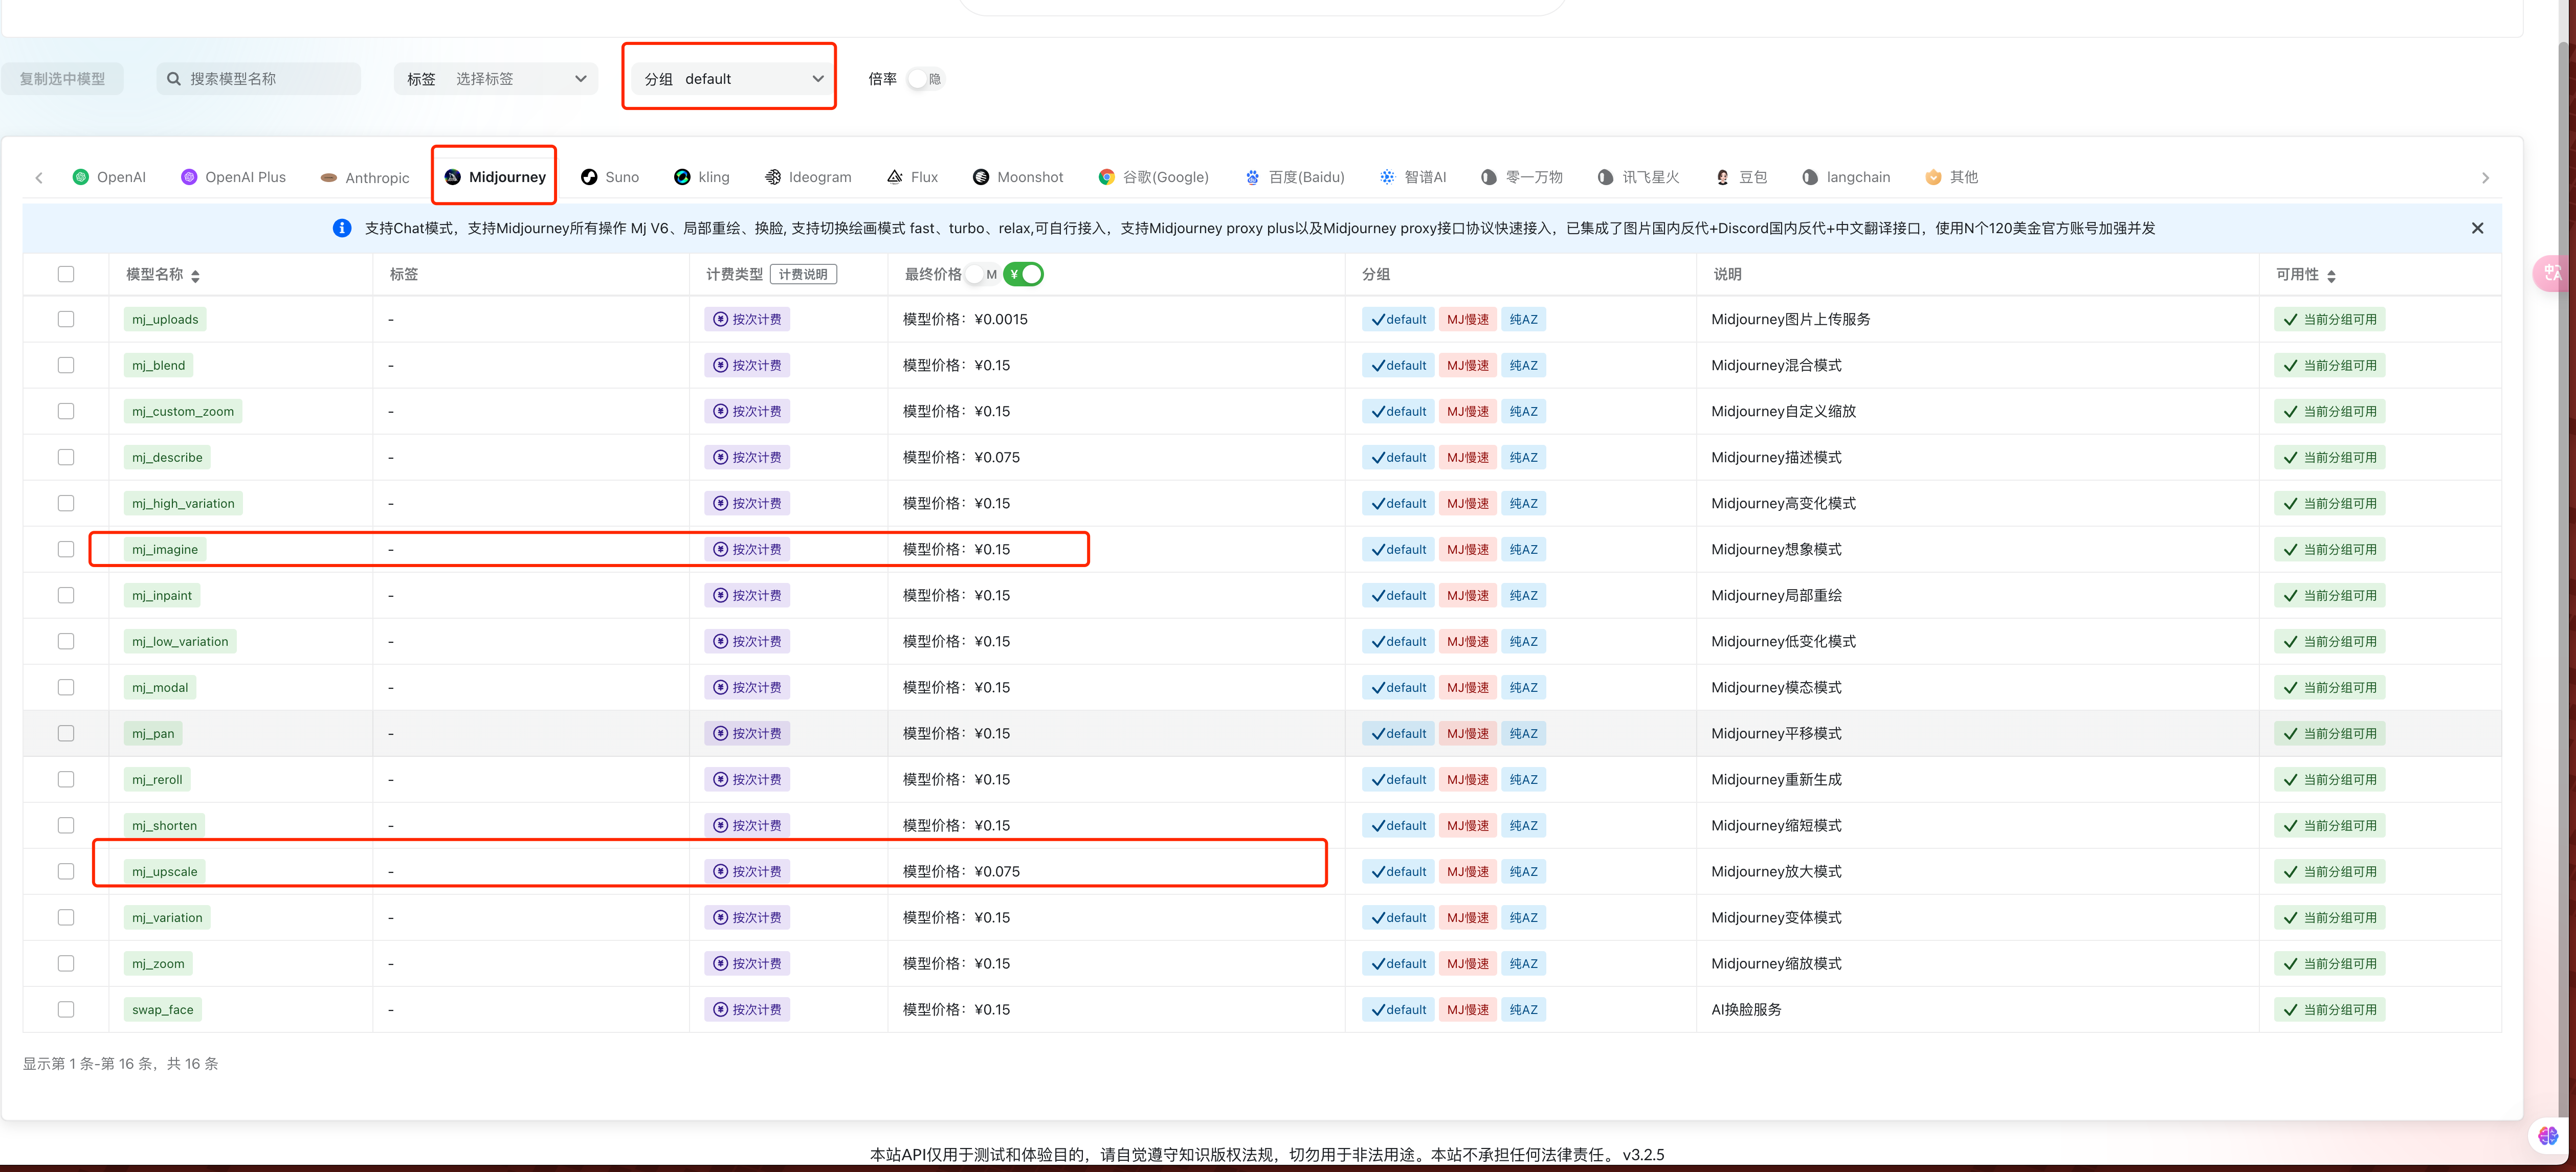 复制选中模型 搜索模型名称 标签 选择标签 分组 default 倍率 隐
OpenAI OpenAI Plus Anthropic Midjourney Suno kling Ideogram Flux Moonshot 谷歌(Google) 百度(Baidu) 智谱AI 零一万物 讯飞星火 豆包 langchain 其他
支持Chat模式，支持Midjourney所有操作 Mj V6、局部重绘、换脸, 支持切换绘画模式 fast、turbo、relax,可自行接入，支持Midjourney proxy plus以及Midjourney proxy接口协议快速接入，已集成了图片国内反代+Discord国内反代+中文翻译接口，使用N个120美金官方账号加强并发
模型名称 标签 计费类型 计费说明 最终价格 M ¥ 分组 说明 可用性
mj_uploads - 按次计费 模型价格：¥0.0015 default MJ慢速 纯AZ Midjourney图片上传服务 当前分组可用
mj_blend - 按次计费 模型价格：¥0.15 default MJ慢速 纯AZ Midjourney混合模式 当前分组可用
mj_custom_zoom - 按次计费 模型价格：¥0.15 default MJ慢速 纯AZ Midjourney自定义缩放 当前分组可用
mj_describe - 按次计费 模型价格：¥0.075 default MJ慢速 纯AZ Midjourney描述模式 当前分组可用
mj_high_variation - 按次计费 模型价格：¥0.15 default MJ慢速 纯AZ Midjourney高变化模式 当前分组可用
mj_imagine - 按次计费 模型价格：¥0.15 default MJ慢速 纯AZ Midjourney想象模式 当前分组可用
mj_inpaint - 按次计费 模型价格：¥0.15 default MJ慢速 纯AZ Midjourney局部重绘 当前分组可用
mj_low_variation - 按次计费 模型价格：¥0.15 default MJ慢速 纯AZ Midjourney低变化模式 当前分组可用
mj_modal - 按次计费 模型价格：¥0.15 default MJ慢速 纯AZ Midjourney模态模式 当前分组可用
mj_pan - 按次计费 模型价格：¥0.15 default MJ慢速 纯AZ Midjourney平移模式 当前分组可用
mj_reroll - 按次计费 模型价格：¥0.15 default MJ慢速 纯AZ Midjourney重新生成 当前分组可用
mj_shorten - 按次计费 模型价格：¥0.15 default MJ慢速 纯AZ Midjourney缩短模式 当前分组可用
mj_upscale - 按次计费 模型价格：¥0.075 default MJ慢速 纯AZ Midjourney放大模式 当前分组可用
mj_variation - 按次计费 模型价格：¥0.15 default MJ慢速 纯AZ Midjourney变体模式 当前分组可用
mj_zoom - 按次计费 模型价格：¥0.15 default MJ慢速 纯AZ Midjourney缩放模式 当前分组可用
swap_face - 按次计费 模型价格：¥0.15 default MJ慢速 纯AZ AI换脸服务 当前分组可用
显示第 1 条-第 16 条，共 16 条
本站API仅用于测试和体验目的，请自觉遵守知识版权法规，切勿用于非法用途。本站不承担任何法律责任。 v3.2.5